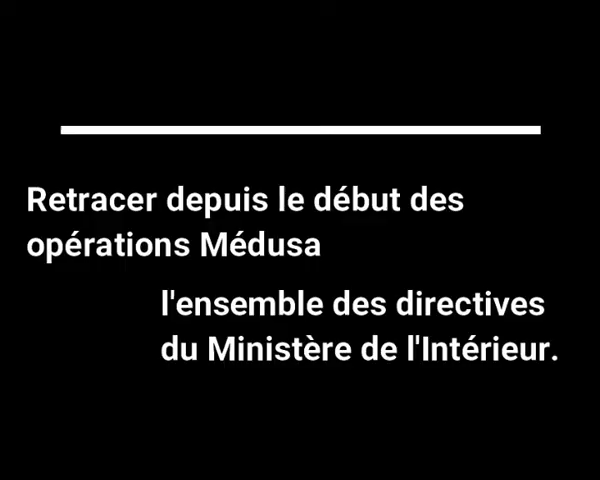 Retracer depuis le début des
opérations Médusa
l'ensemble des directives
du Ministère de l'Intérieur.